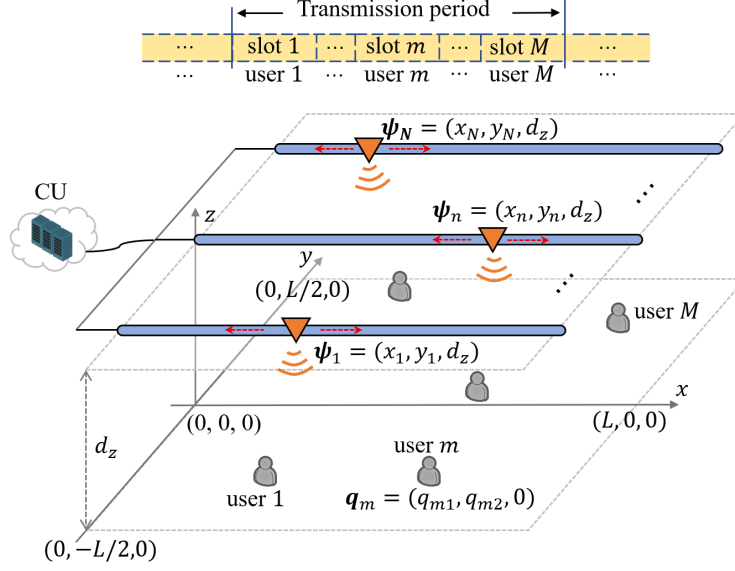 Transmission period
... slot 1 ... slot m ... slot M ...
... user 1 ... user m ... user M ...
ψ_N = (x_N, y_N, d_z)
CU
z
ψ_n = (x_n, y_n, d_z)
y
(0, L/2,0)
...
...
user M
ψ_1 = (x_1, y_1, d_z)
x
(0, 0, 0)
(L, 0, 0)
d_z
user m
user 1
q_m = (q_m1, q_m2, 0)
(0, −L/2,0)